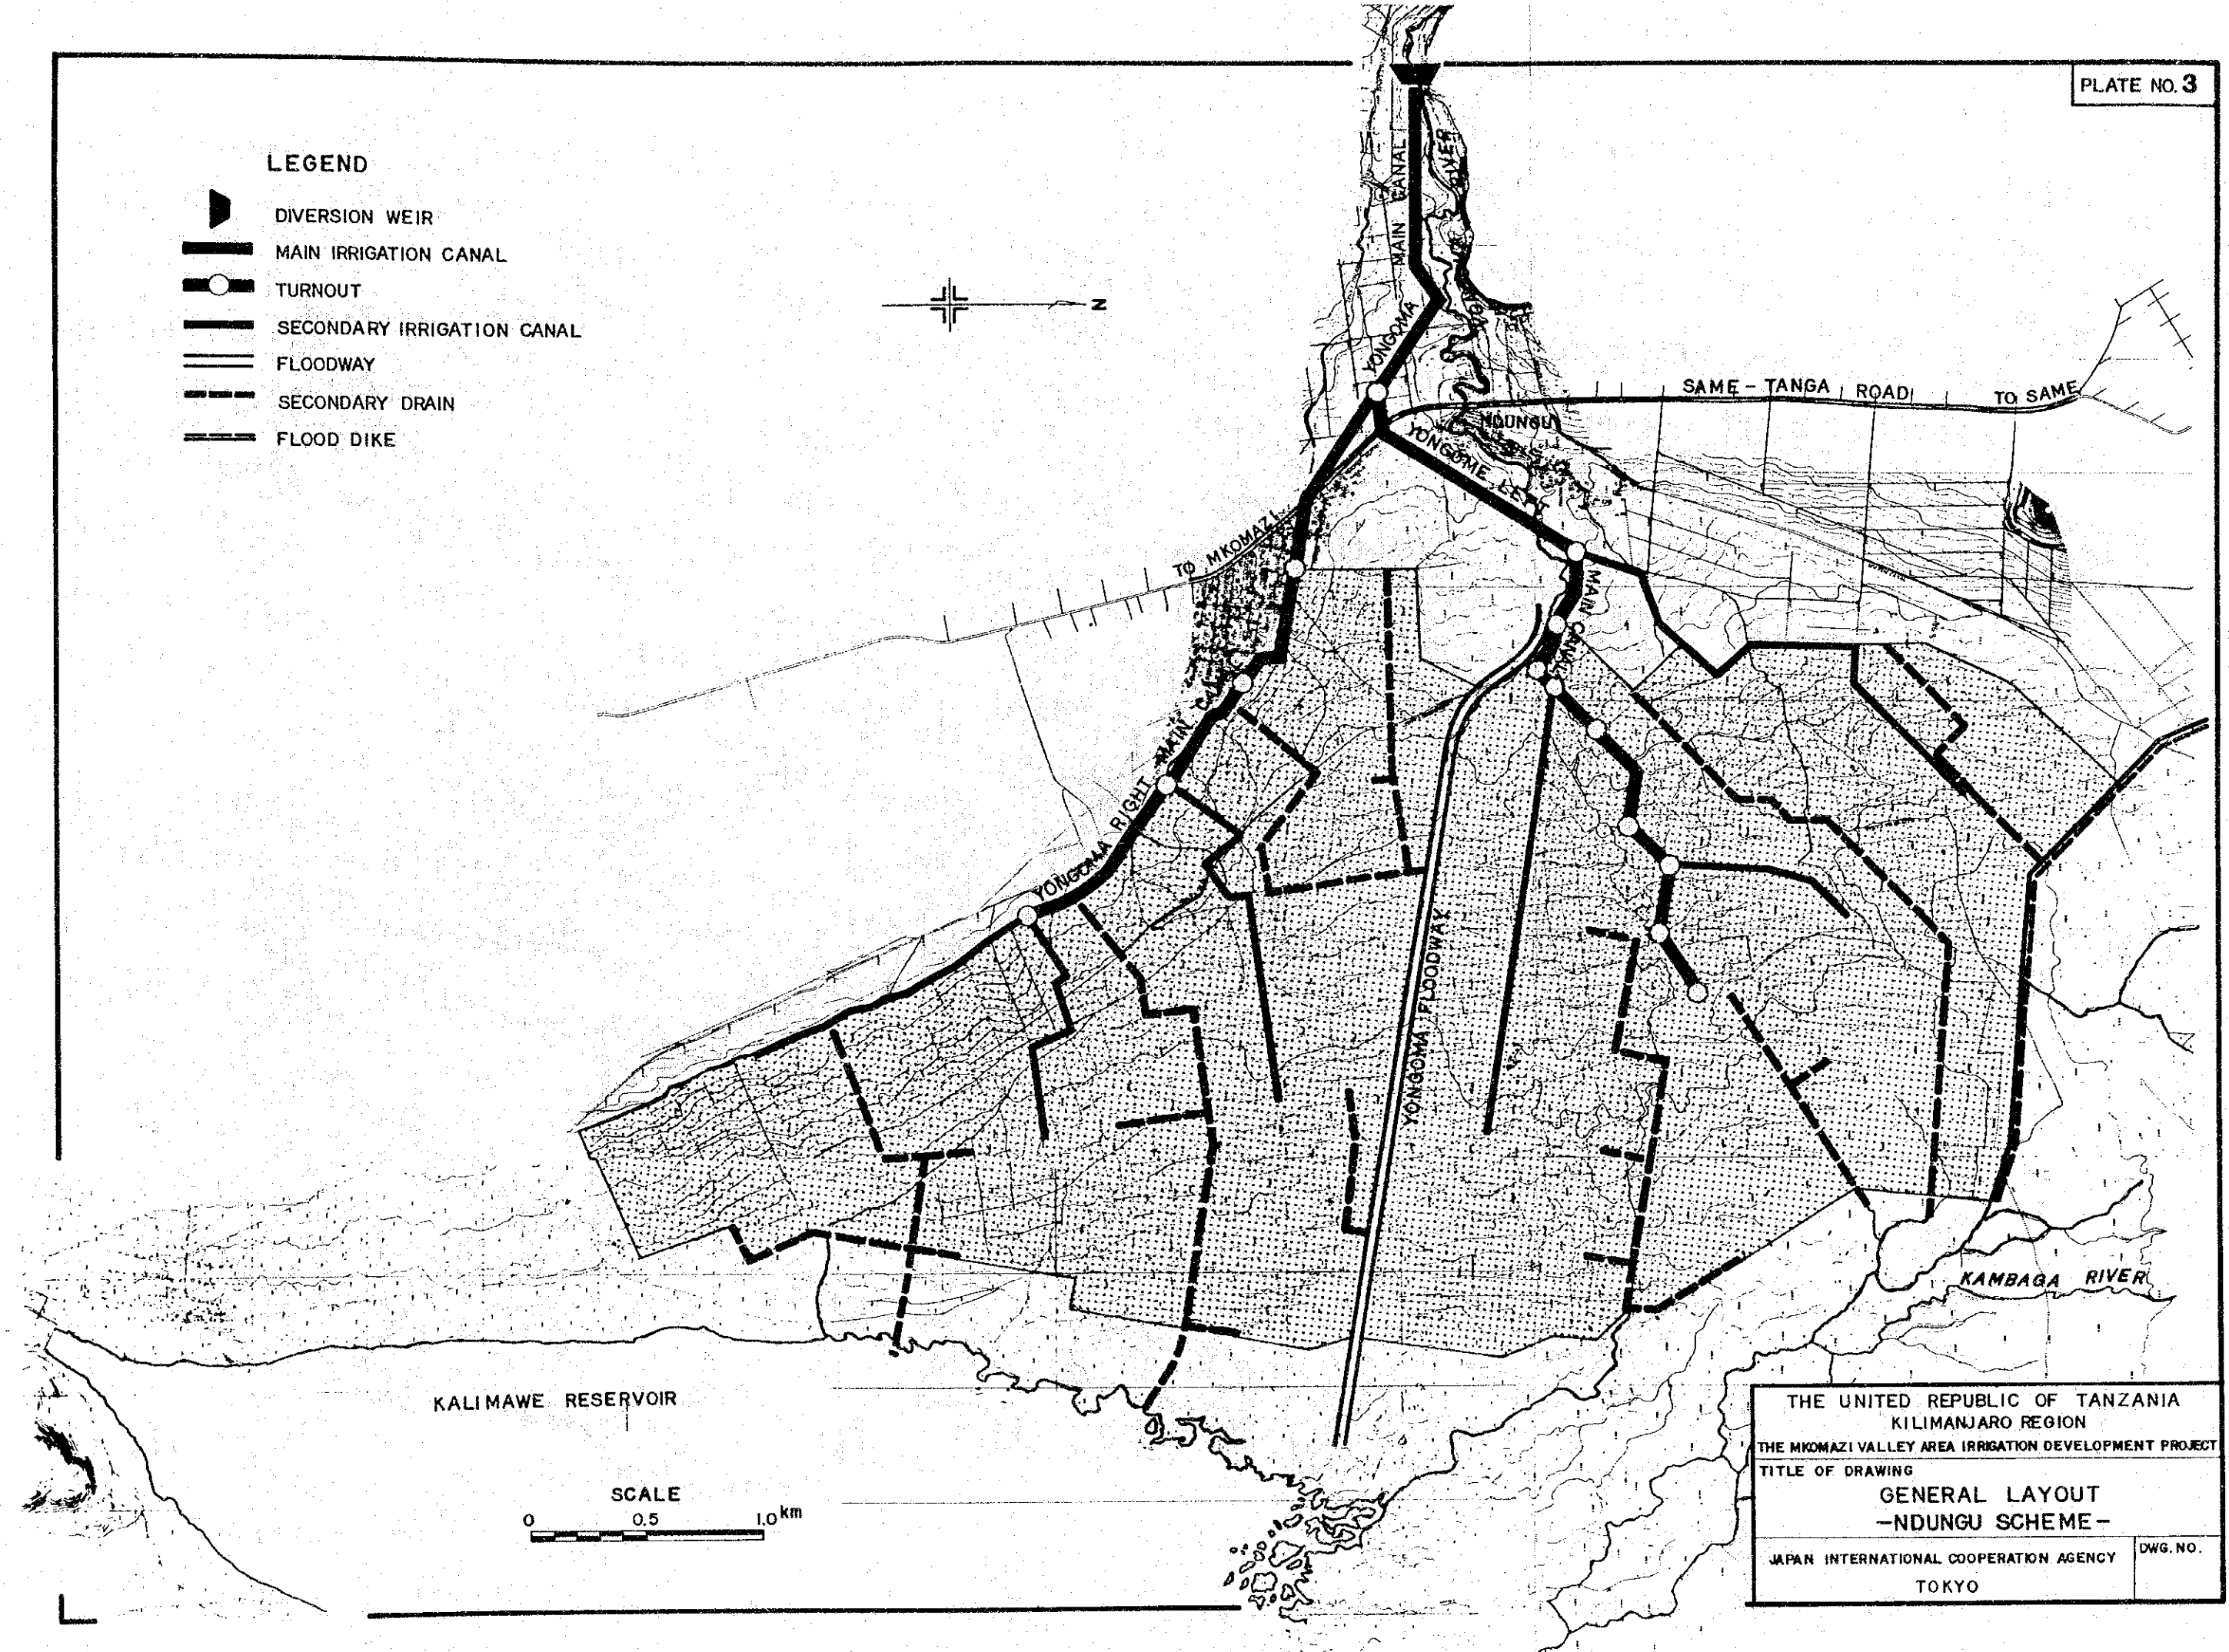 PLATE NO. 3
LEGEND
DIVERSION WEIR
MAIN IRRIGATION CANAL
TURNOUT
SECONDARY IRRIGATION CANAL
FLOODWAY
SECONDARY DRAIN
FLOOD DIKE
N
YONGOMA MAIN CANAL
RIVER
SAME - TANGA ROAD
TO SAME
NDUNGU
YONGOME LEFT MAIN CANAL
TO MKOMAZI
YONGOMA RIGHT MAIN
YONGOMA FLOODWAY
KAMBAGA RIVER
KALIMAWE RESERVOIR
SCALE
0 0.5 1.0 km
THE UNITED REPUBLIC OF TANZANIA
KILIMANJARO REGION
THE MKOMAZI VALLEY AREA IRRIGATION DEVELOPMENT PROJECT
TITLE OF DRAWING
GENERAL LAYOUT
-NDUNGU SCHEME-
JAPAN INTERNATIONAL COOPERATION AGENCY
TOKYO
DWG. NO.